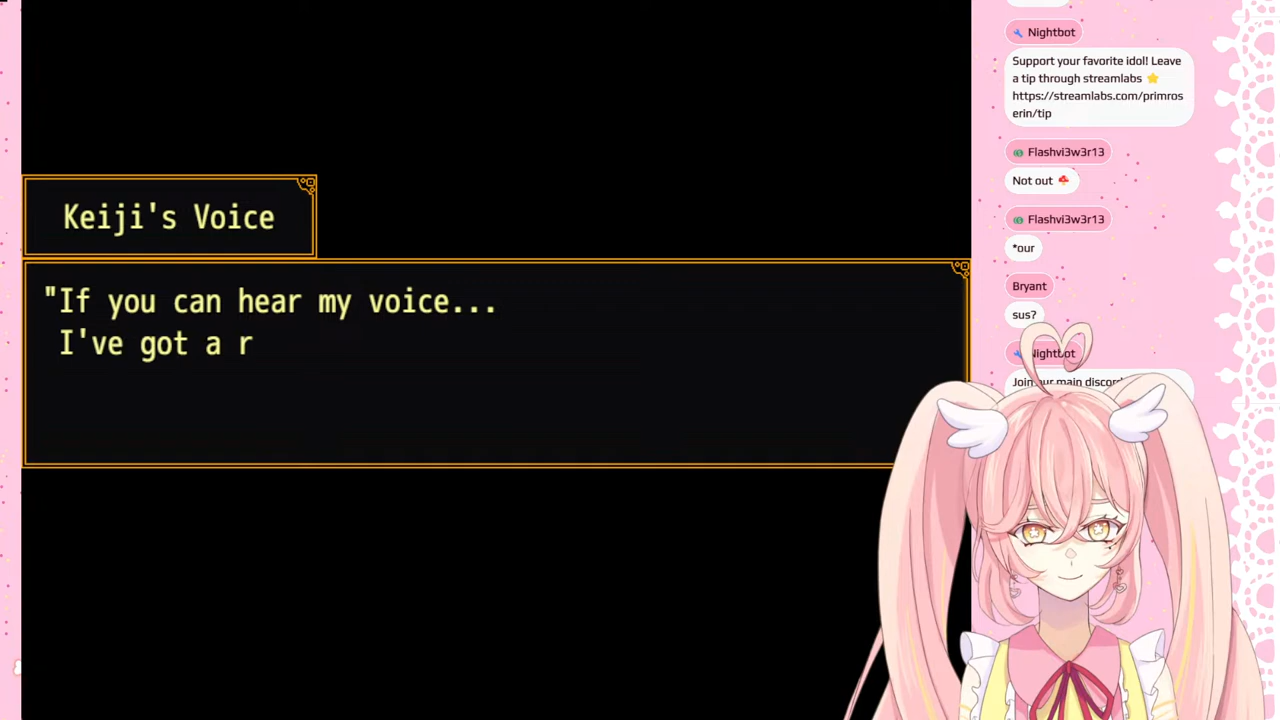 Keiji's Voice
"If you can hear my voice...
I've got a r
Nightbot
Support your favorite idol! Leave
a tip through streamlabs ⭐
https://streamlabs.com/primros
erin/tip
Flashvi3w3r13
Not out
Flashvi3w3r13
*our
Bryant
sus?
Nightbot
Join our main discord